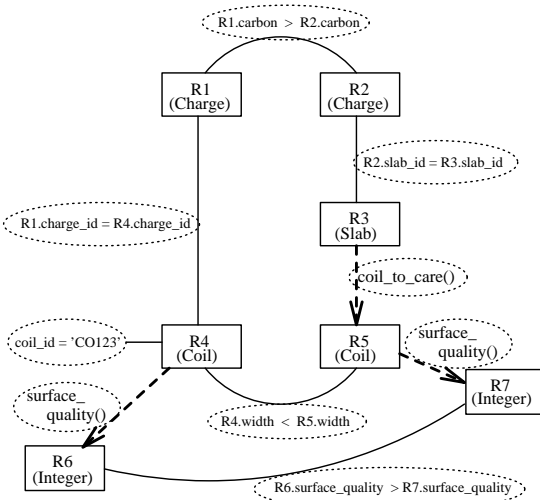 R1.carbon > R2.carbon
R1
(Charge)
R2
(Charge)
R2.slab_id = R3.slab_id
R1.charge_id = R4.charge_id
R3
(Slab)
coil_to_care()
coil_id = ’CO123’
R4
(Coil)
R5
(Coil)
surface_
quality()
surface_
quality()
R4.width < R5.width
R7
(Integer)
R6
(Integer)
R6.surface_quality > R7.surface_quality